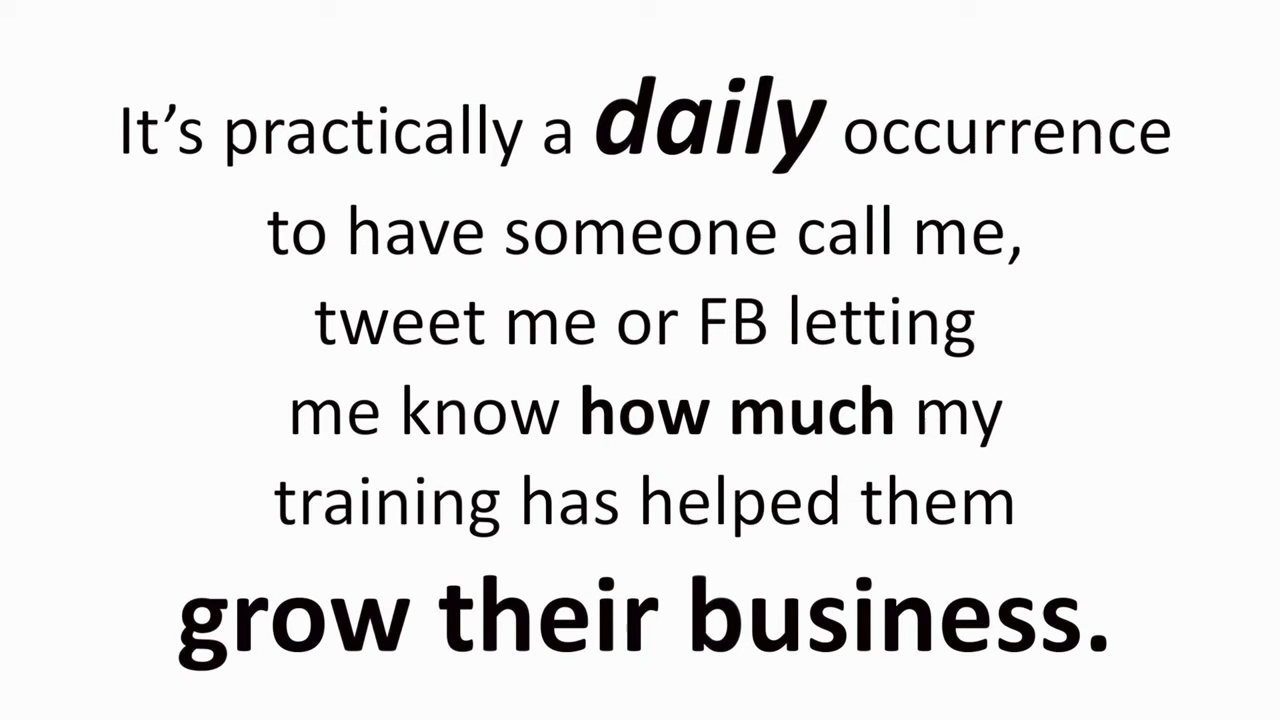 It’s practically a daily occurrence
to have someone call me,
tweet me or FB letting
me know how much my
training has helped them
grow their business.